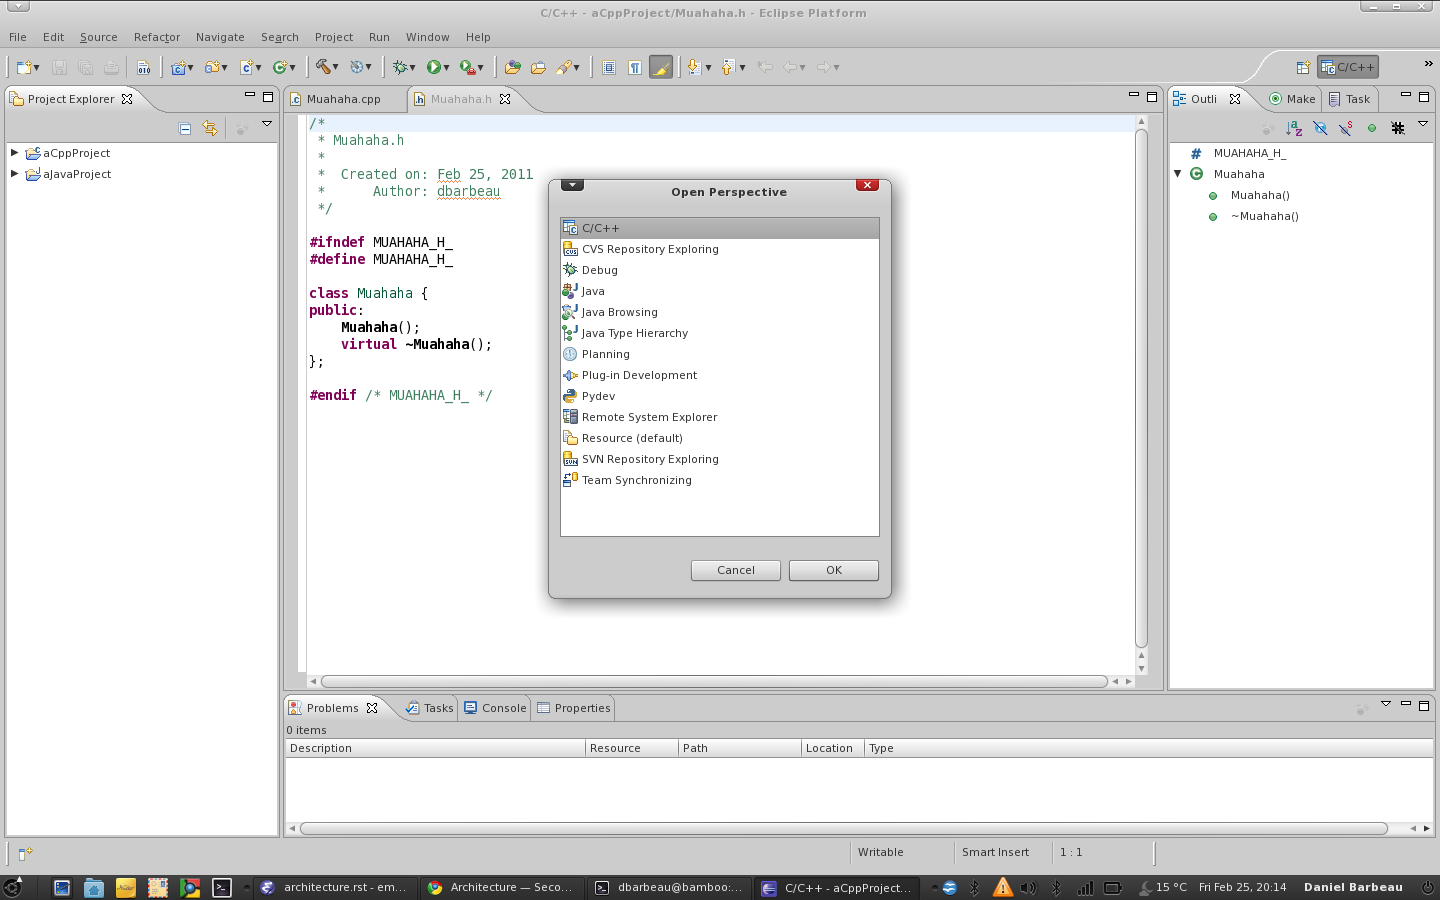 C/C++ - aCppProject/Muahaha.h - Eclipse Platform
File Edit Source Refactor Navigate Search Project Run Window Help
C/C++ »
Project Explorer
aCppProject
aJavaProject
Muahaha.cpp Muahaha.h
/*
* Muahaha.h
*
* Created on: Feb 25, 2011
* Author: dbarbeau
*/
#ifndef MUAHAHA_H_
#define MUAHAHA_H_
class Muahaha {
public:
Muahaha();
virtual ~Muahaha();
};
#endif /* MUAHAHA_H_ */
Open Perspective
C/C++
CVS Repository Exploring
Debug
Java
Java Browsing
Java Type Hierarchy
Planning
Plug-in Development
Pydev
Remote System Explorer
Resource (default)
SVN Repository Exploring
Team Synchronizing
Cancel OK
Outli Make Task
MUAHAHA_H_
Muahaha
Muahaha()
~Muahaha()
Problems Tasks Console Properties
0 items
Description Resource Path Location Type
Writable Smart Insert 1 : 1
architecture.rst - em... Architecture — Seco... dbarbeau@bamboo:... C/C++ - aCppProject... 15 °C Fri Feb 25, 20:14 Daniel Barbeau